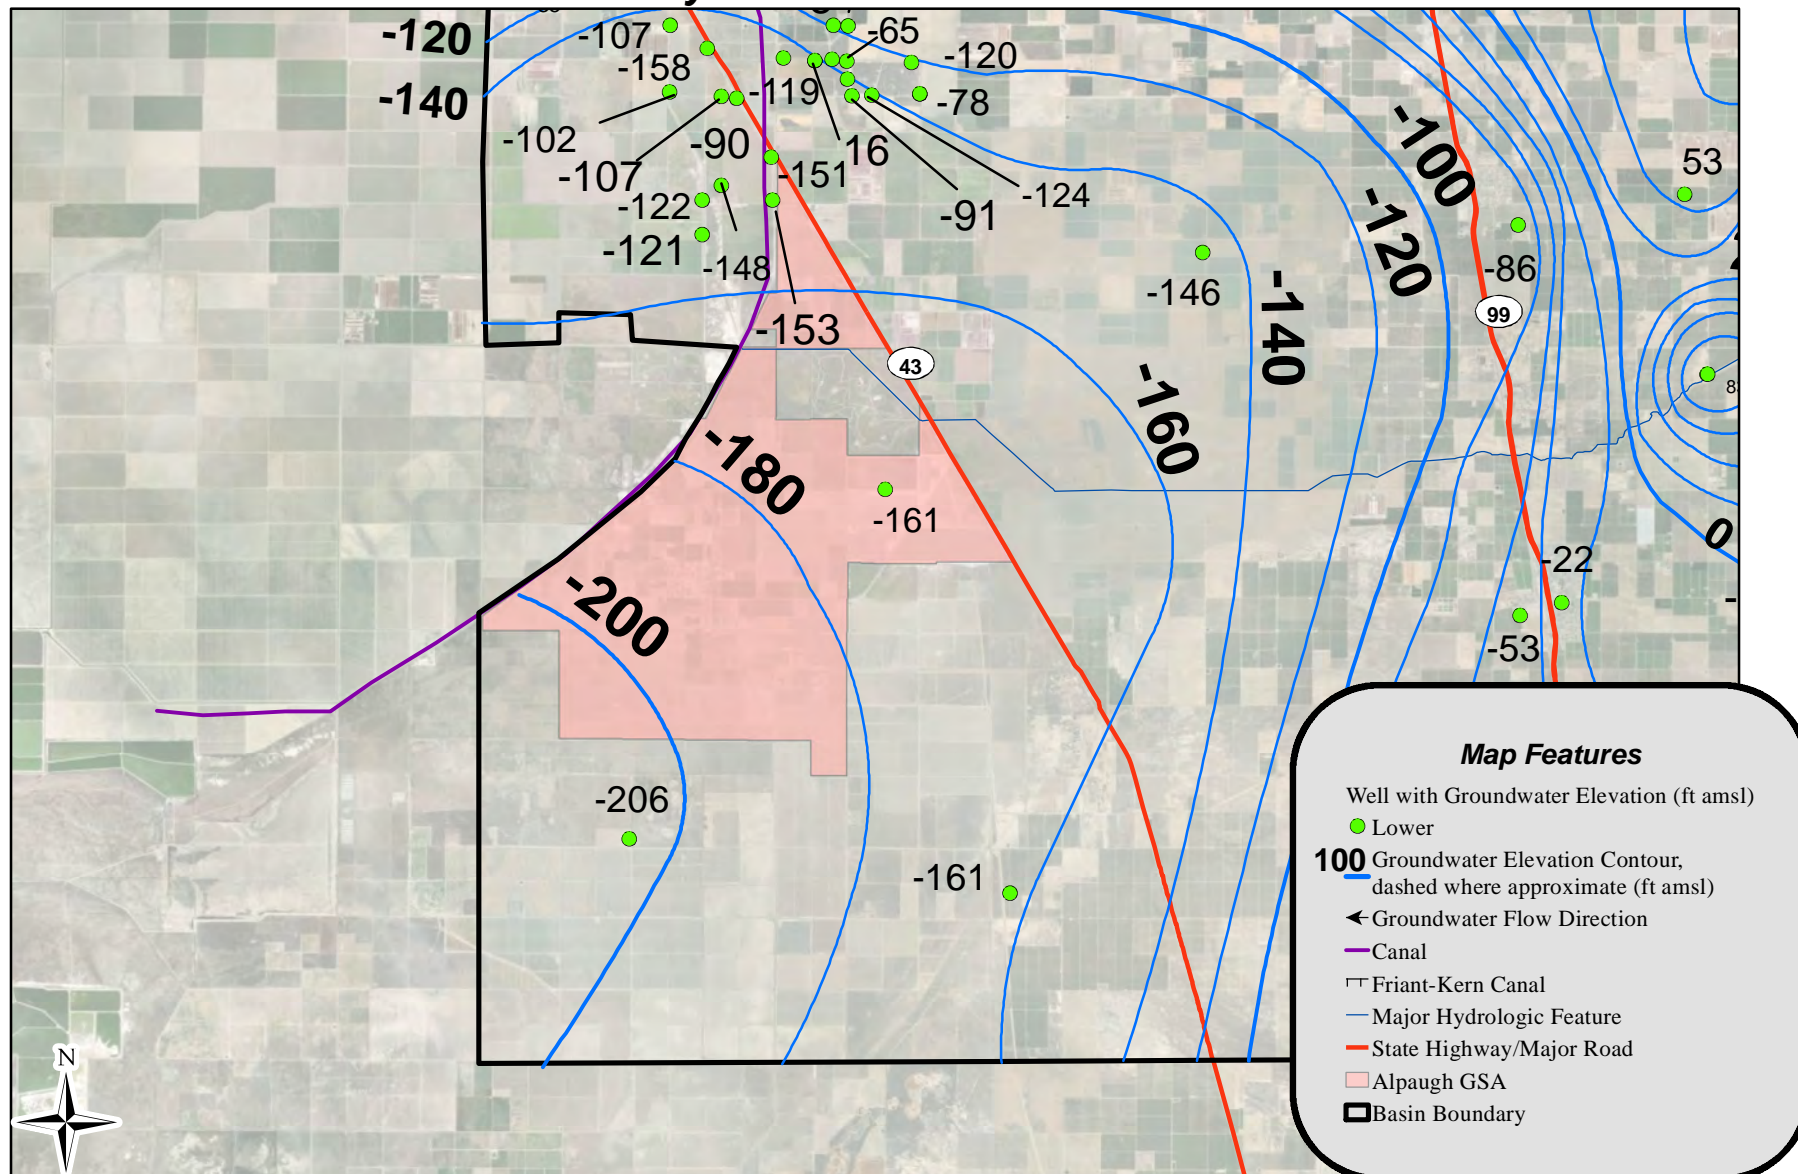 -120
-107
-65
-120
-158
-140
-119
-78
-102
-90
16
-107
-151
-124
-91
-122
-121
-148
-100
53
-120
-86
-146
-140
99
-153
43
-160
-180
-161
0
-22
-200
-53
-206
-161
Map Features
Well with Groundwater Elevation (ft amsl)
Lower
100 Groundwater Elevation Contour,
dashed where approximate (ft amsl)
Groundwater Flow Direction
Canal
Friant-Kern Canal
Major Hydrologic Feature
State Highway/Major Road
Alpaugh GSA
Basin Boundary
N